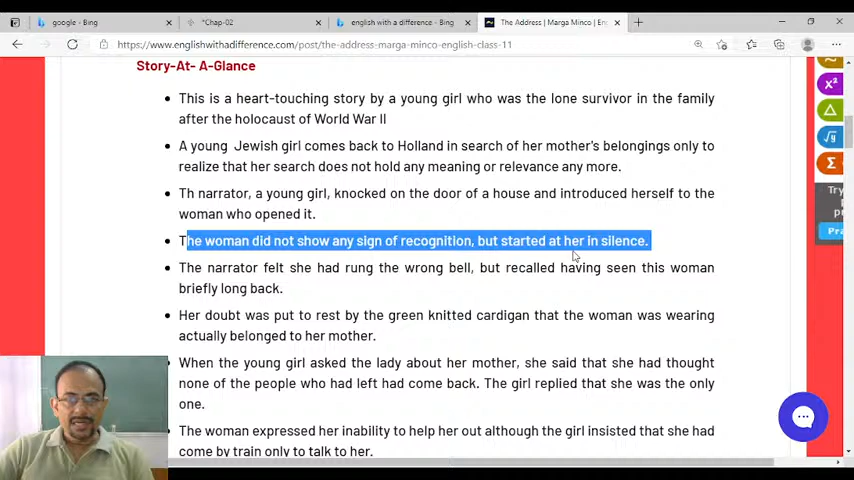 google - Bing
*Chap-02
english with a difference - Bing
The Address | Marga Minco | En
https://www.englishwithadifference.com/post/the-address-marga-minco-english-class-11
Story-At- A-Glance
This is a heart-touching story by a young girl who was the lone survivor in the family
after the holocaust of World War II
A young Jewish girl comes back to Holland in search of her mother's belongings only to
realize that her search does not hold any meaning or relevance any more.
Th narrator, a young girl, knocked on the door of a house and introduced herself to the
woman who opened it.
The woman did not show any sign of recognition, but started at her in silence.
The narrator felt she had rung the wrong bell, but recalled having seen this woman
briefly long back.
Her doubt was put to rest by the green knitted cardigan that the woman was wearing
actually belonged to her mother.
When the young girl asked the lady about her mother, she said that she had thought
none of the people who had left had come back. The girl replied that she was the only
one.
The woman expressed her inability to help her out although the girl insisted that she had
come by train only to talk to her.
x²
√y
Σ
Try
Pra